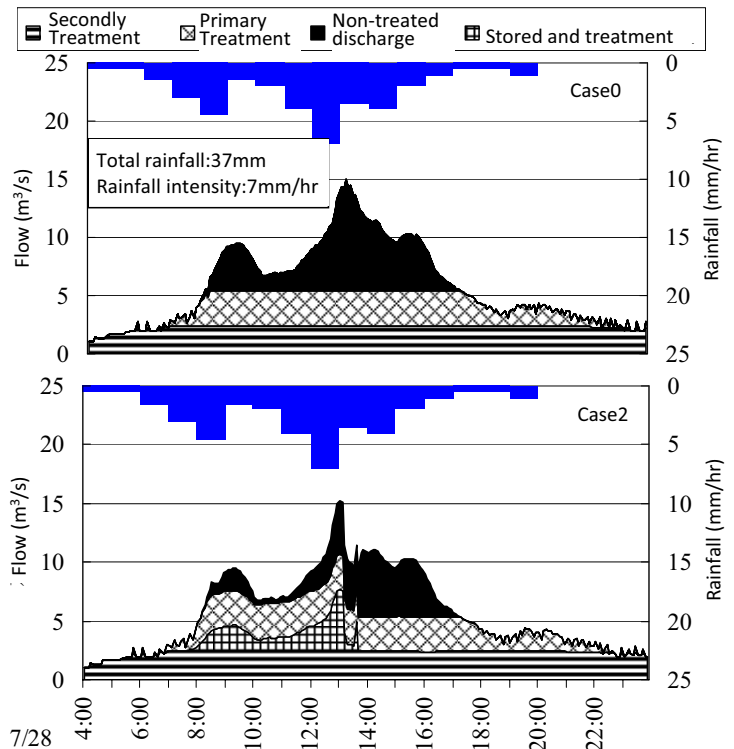 Secondly Treatment
Primary Treatment
Non-treated discharge
Stored and treatment
25
20
15
10
5
0
Flow (m³/s)
Case0
Total rainfall:37mm
Rainfall intensity:7mm/hr
0
5
10
15
20
25
Rainfall (mm/hr)
25
20
15
10
5
0
Flow (m³/s)
Case2
0
5
10
15
20
25
Rainfall (mm/hr)
4:00
6:00
8:00
10:00
12:00
14:00
16:00
18:00
20:00
22:00
7/28